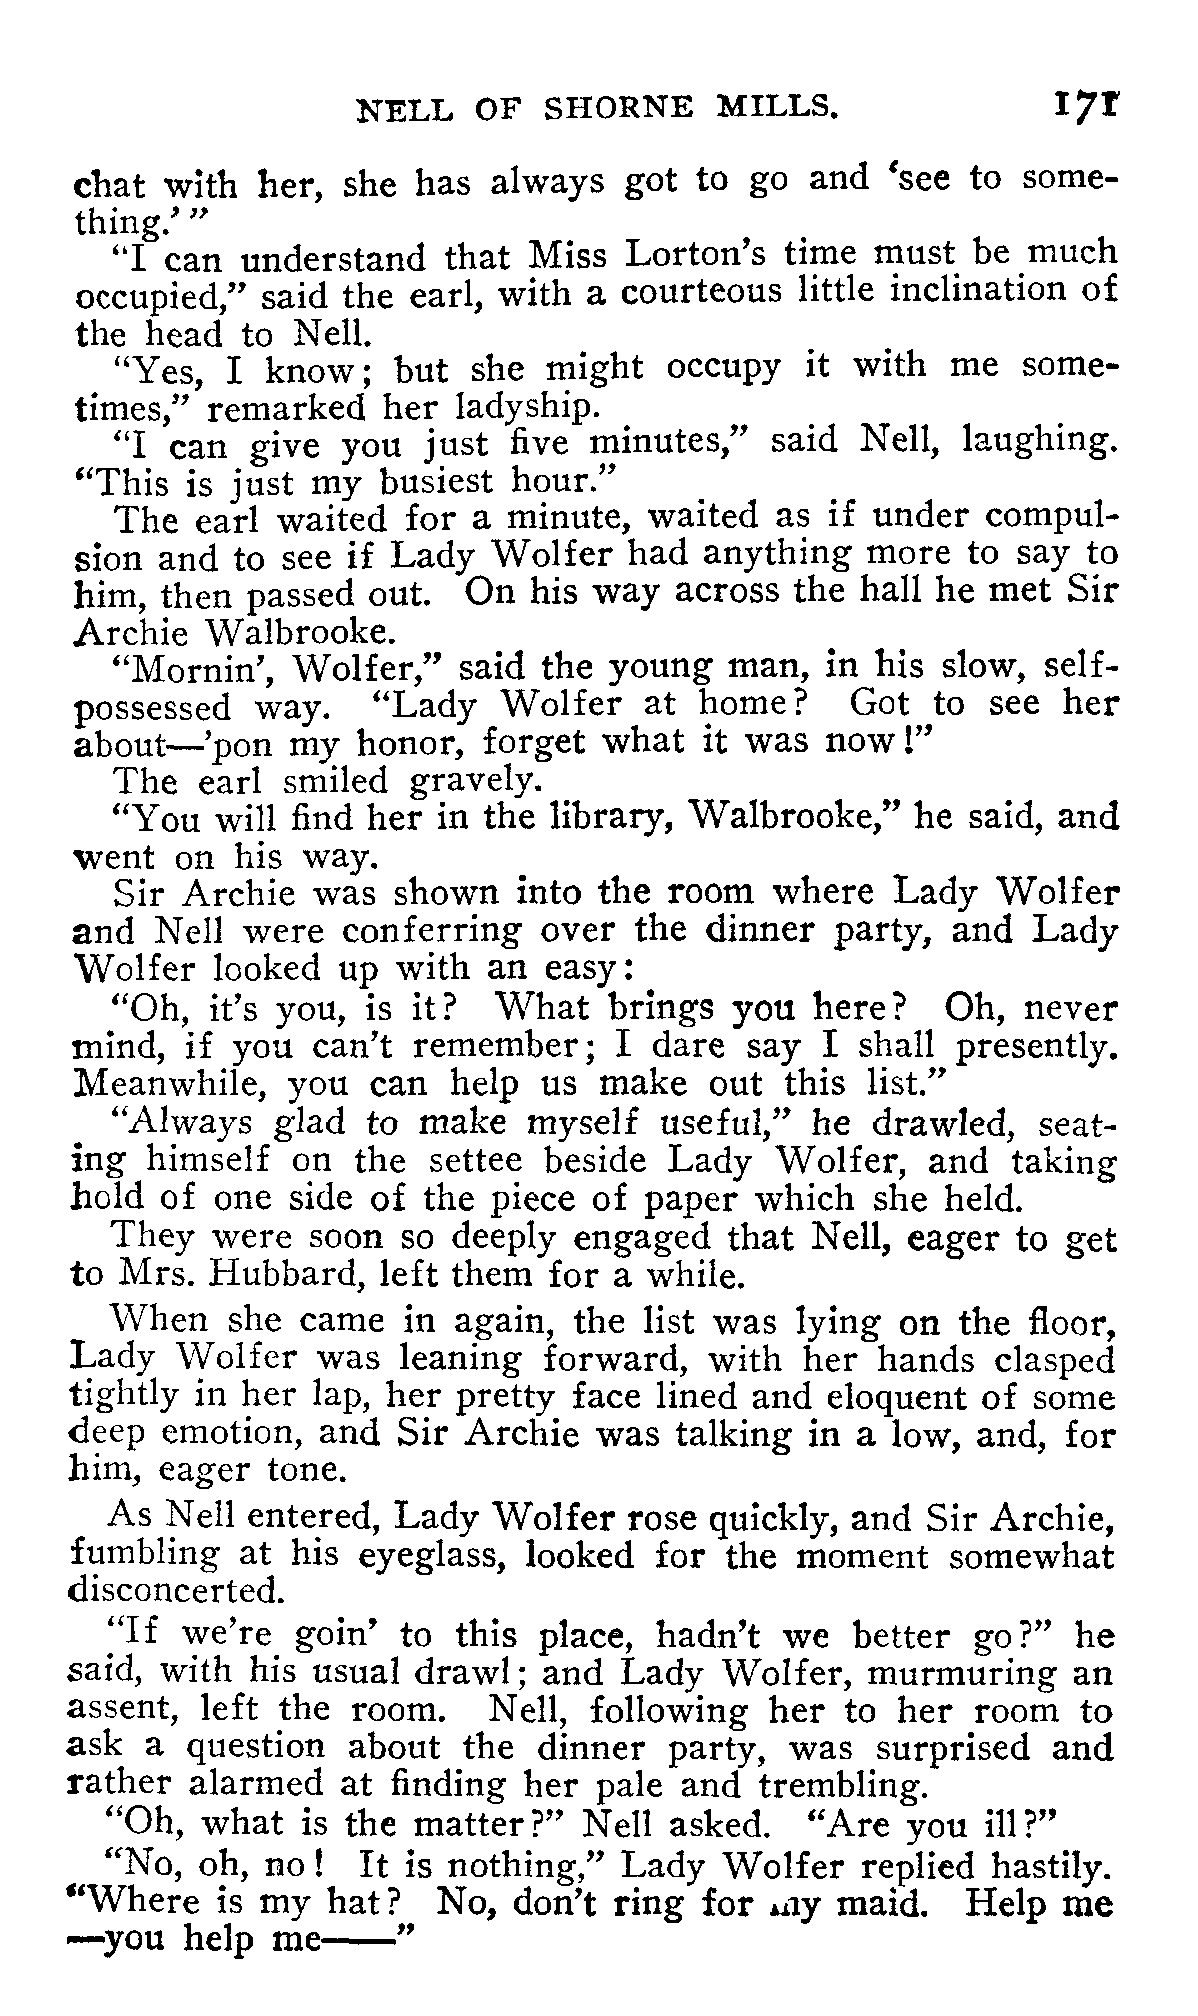 NELL OF SHORNE MILLS. 171
chat with her, she has always got to go and ‘see to some-
thing.’”
“I can understand that Miss Lorton’s time must be much
occupied,” said the earl, with a courteous little inclination of
the head to Nell.
“Yes, I know; but she might occupy it with me some-
times,” remarked her ladyship.
“I can give you just five minutes,” said Nell, laughing.
“This is just my busiest hour.”
The earl waited for a minute, waited as if under compul-
sion and to see if Lady Wolfer had anything more to say to
him, then passed out. On his way across the hall he met Sir
Archie Walbrooke.
“Mornin’, Wolfer,” said the young man, in his slow, self-
possessed way. “Lady Wolfer at home? Got to see her
about—’pon my honor, forget what it was now!”
The earl smiled gravely.
“You will find her in the library, Walbrooke,” he said, and
went on his way.
Sir Archie was shown into the room where Lady Wolfer
and Nell were conferring over the dinner party, and Lady
Wolfer looked up with an easy:
“Oh, it’s you, is it? What brings you here? Oh, never
mind, if you can’t remember; I dare say I shall presently.
Meanwhile, you can help us make out this list.”
“Always glad to make myself useful,” he drawled, seat-
ing himself on the settee beside Lady Wolfer, and taking
hold of one side of the piece of paper which she held.
They were soon so deeply engaged that Nell, eager to get
to Mrs. Hubbard, left them for a while.
When she came in again, the list was lying on the floor,
Lady Wolfer was leaning forward, with her hands clasped
tightly in her lap, her pretty face lined and eloquent of some
deep emotion, and Sir Archie was talking in a low, and, for
him, eager tone.
As Nell entered, Lady Wolfer rose quickly, and Sir Archie,
fumbling at his eyeglass, looked for the moment somewhat
disconcerted.
“If we’re goin’ to this place, hadn’t we better go?” he
said, with his usual drawl; and Lady Wolfer, murmuring an
assent, left the room. Nell, following her to her room to
ask a question about the dinner party, was surprised and
rather alarmed at finding her pale and trembling.
“Oh, what is the matter?” Nell asked. “Are you ill?”
“No, oh, no! It is nothing,” Lady Wolfer replied hastily.
“Where is my hat? No, don’t ring for my maid. Help me
—you help me——”